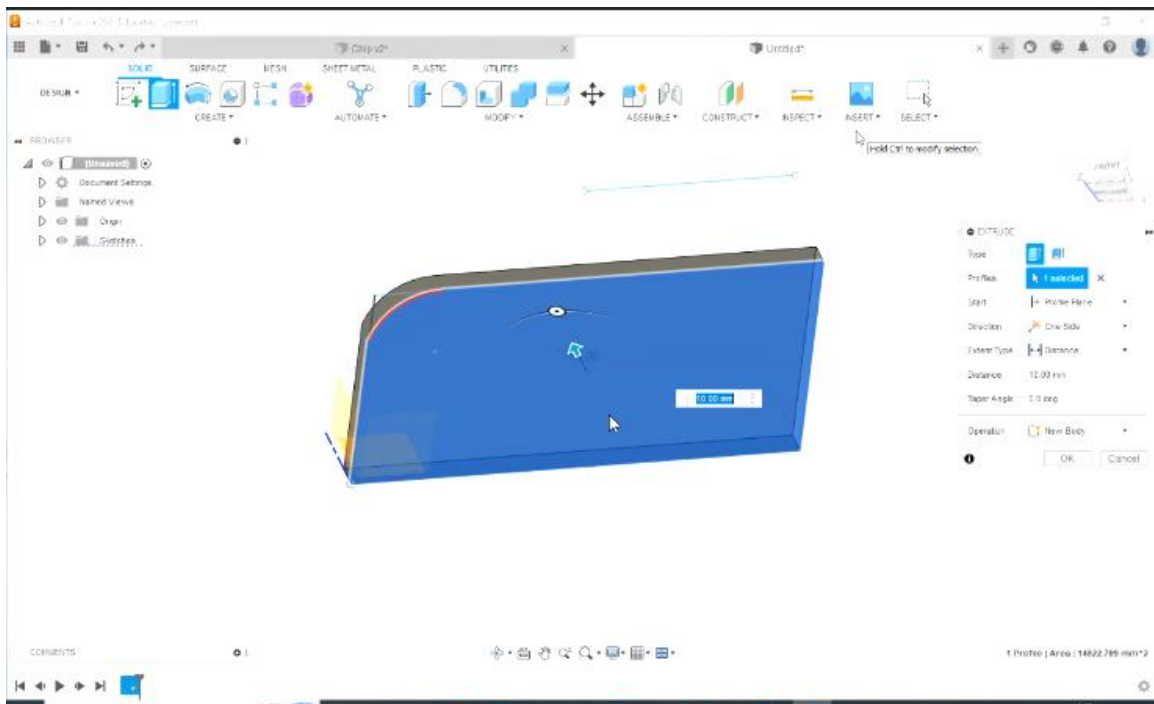 Chip v2*
Untitled*
SOLID SURFACE MESH SHEET METAL PLASTIC UTILITIES
DESIGN
CREATE AUTOMATE MODIFY ASSEMBLE CONSTRUCT INSPECT INSERT SELECT
BROWSER
Hold Ctrl to modify selection
(Unsaved)
FRONT
Document Settings
Named Views
Origin
Sketches
EXTRUDE
Type
Profiles 1 selected
Start Profile Plane
Direction One Side
Extent Type Distance
Distance 10.00 mm
Taper Angle 0.0 deg
10.00 mm
Operation New Body
OK Cancel
COMMENTS
1 Profile | Area : 14822.789 mm^2